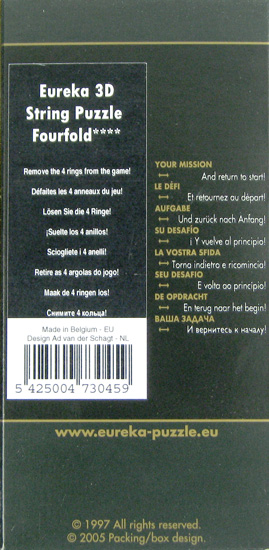 Eureka 3D
String Puzzle
Fourfold****
Remove the 4 rings from the game!
Défaites les 4 anneaux du jeu!
Lösen Sie die 4 Ringe!
¡Suelte los 4 anillos!
Sciogliete i 4 anelli!
Retire as 4 argolas do jogo!
Maak de 4 ringen los!
Снимите 4 кольца!
Made in Belgium - EU
Design Ad van der Schagt - NL
5 425004 730459
YOUR MISSION
And return to start!
LE DÉFI
Et retournez au départ!
AUFGABE
Und zurück nach Anfang!
SU DESAFÍO
¡ Y vuelve al principio!
LA VOSTRA SFIDA
Torna indietro e ricomincia!
SEU DESAFIO
E volta ao princípio!
DE OPDRACHT
En terug naar het begin!
ВАША ЗАДАЧА
И вернитесь к началу!
www.eureka-puzzle.eu
© 1997 All rights reserved.
© 2005 Packing/box design.